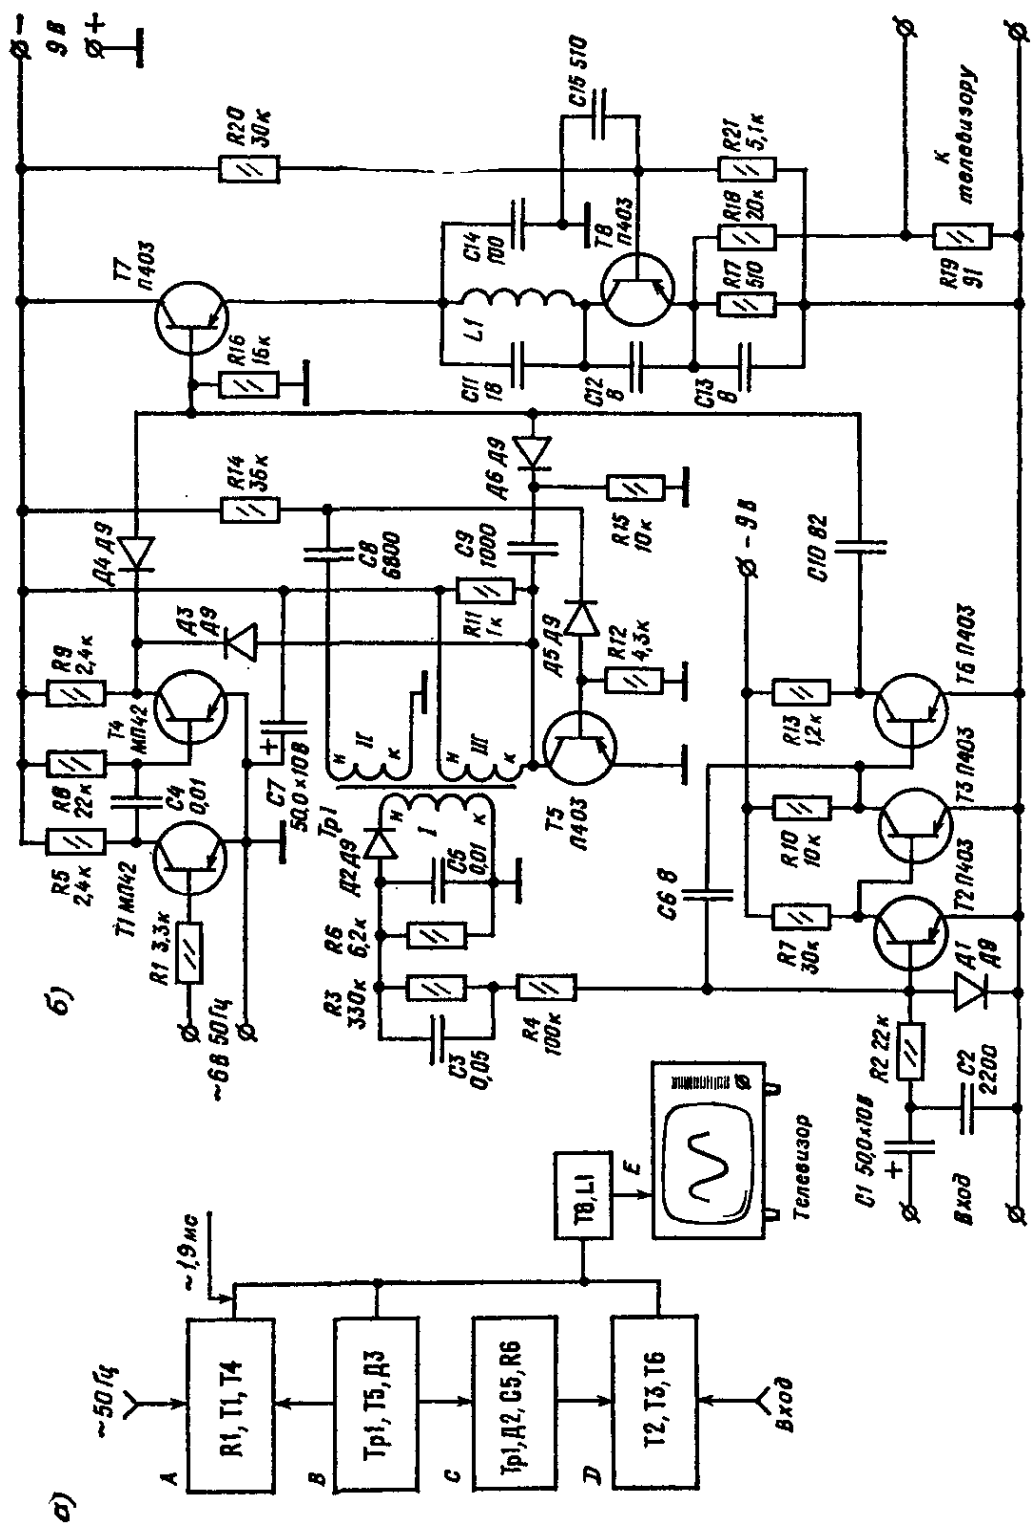 а)
~50 Гц
~1,9 мс
A
R1, T1, T4
B
Тр1, T5, Д3
C
Тр1, Д2, C5, R6
D
T2, T3, T6
Вход
T8, L1
E
Телевизор
б)
~6В 50Гц
R1 3,3к
T1 МП42
R5
2,4к
R8
22к
C4
0,01
R9
2,4к
T4
МП42
Д3
Д9
Д4 Д9
C7
50,0×10В
Тр1
н
II
к
н
III
к
н
I
к
Д2 Д9
C5
0,01
R6
6,2к
R3
330к
C3
0,05
R4
100к
R14
36к
C8
6800
C9
1000
R11
1к
Д5 Д9
R12
4,3к
T5
П403
Д6 Д9
R15
10к
R16
16к
T7
П403
− 9 В
+
R20
30к
C14
100
C15 510
L1
C11
18
C12
8
C13
8
T8
П403
R21
5,1к
R18
20к
R17
510
R19
91
К
телевизору
C10 82
− 9 В
R13
1,2к
R10
10к
R7
30к
T6 П403
T3 П403
T2 П403
C6 8
Д1
Д9
R2 22к
C2
2200
C1 50,0×10В
Вход